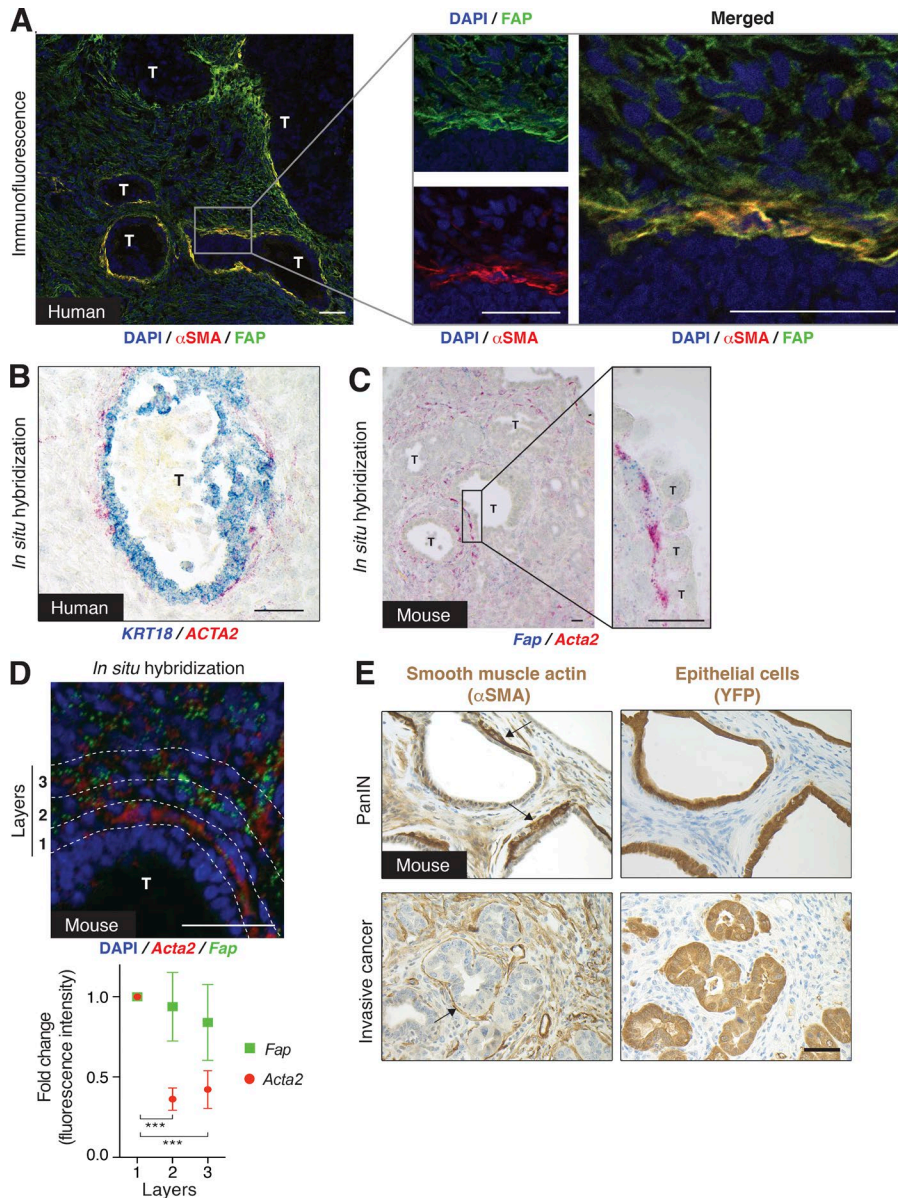 A
DAPI / FAP
Merged
Immunofluorescence
T
T
T
T
T
Human
DAPI / αSMA / FAP
DAPI / αSMA
DAPI / αSMA / FAP
B
In situ hybridization
T
Human
KRT18 / ACTA2
C
In situ hybridization
T
T
T
T
Mouse
T
T
T
Fap / Acta2
D
In situ hybridization
Layers
3
2
1
T
Mouse
DAPI / Acta2 / Fap
Fold change
(fluorescence intensity)
1.0
0.5
0.0
***
***
1 2 3
Layers
Fap
Acta2
E
Smooth muscle actin
(αSMA)
Epithelial cells
(YFP)
PanIN
Mouse
Invasive cancer